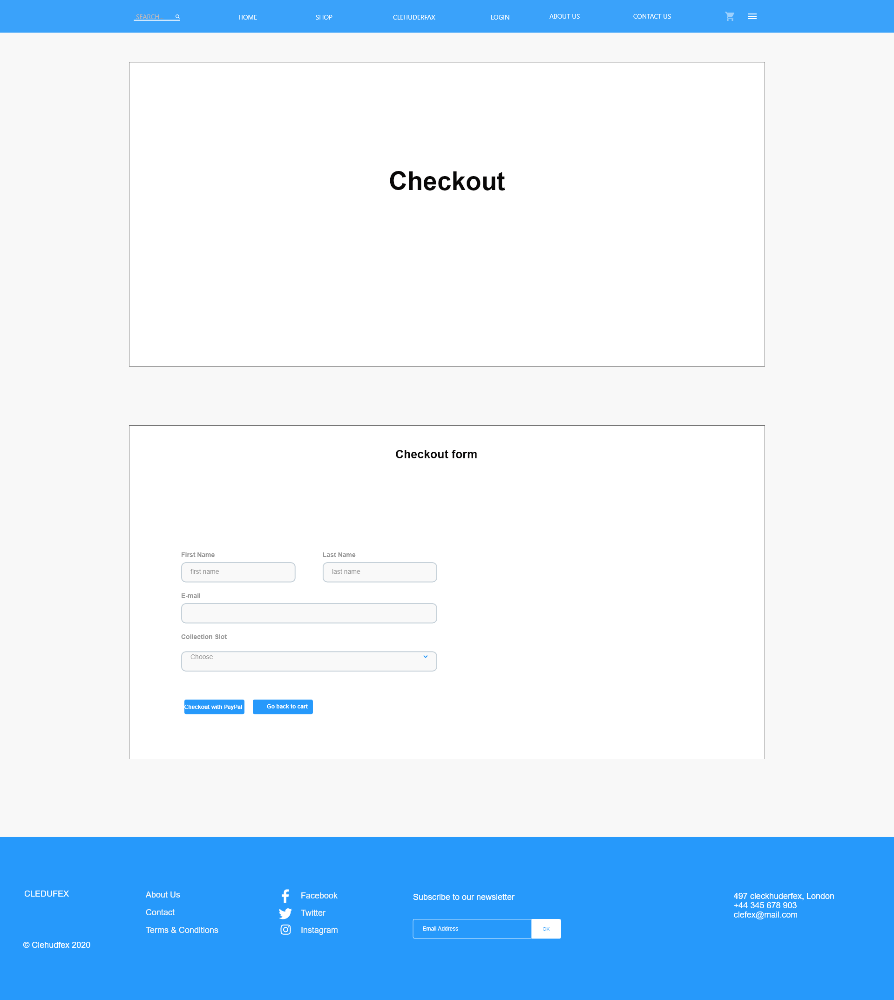 SEARCH HOME SHOP CLEHUDERFAX LOGIN ABOUT US CONTACT US
Checkout
Checkout form
First Name Last Name
first name last name
E-mail
Collection Slot
Choose
Checkout with PayPal Go back to cart
CLEDUFEX
© Clehudfex 2020
About Us
Contact
Terms & Conditions
Facebook
Twitter
Instagram
Subscribe to our newsletter
Email Address OK
497 cleckhuderfex, London
+44 345 678 903
clefex@mail.com